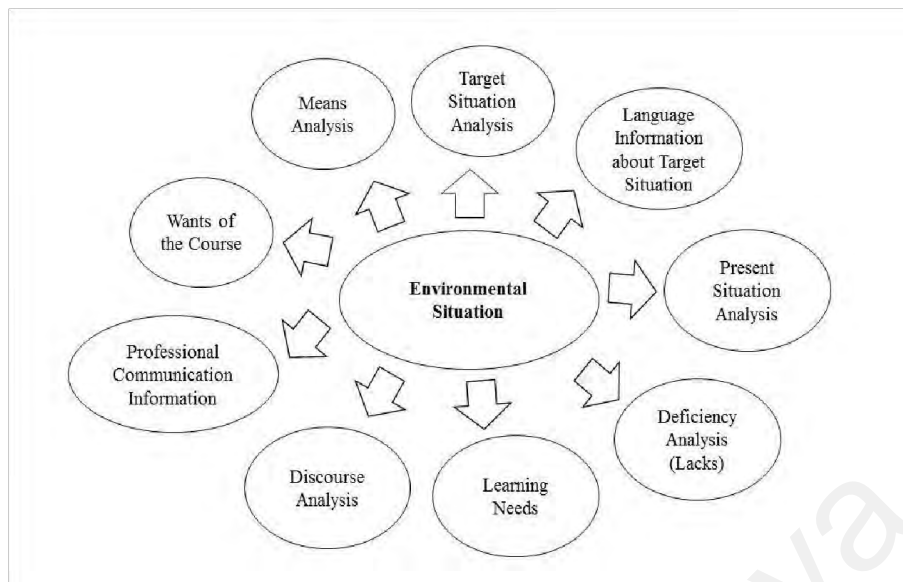 Target
Situation
Analysis
Means
Analysis
Language
Information
about Target
Situation
Wants of
the Course
Environmental
Situation
Present
Situation
Analysis
Professional
Communication
Information
Deficiency
Analysis
(Lacks)
Discourse
Analysis
Learning
Needs